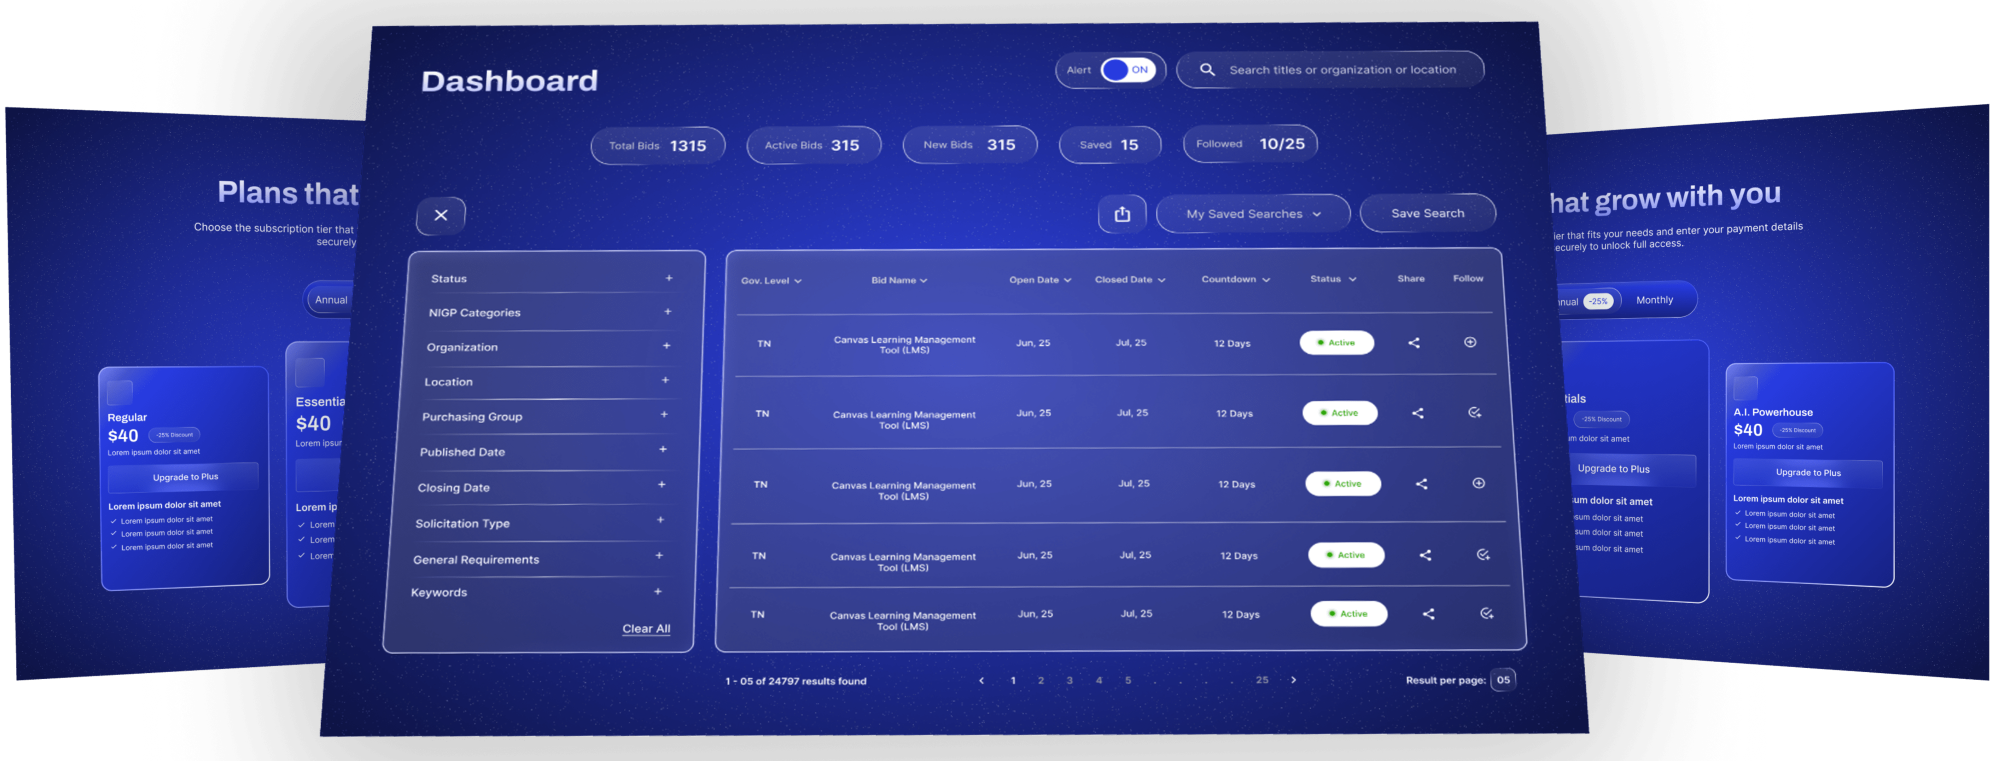 Dashboard
Alert ON
Search titles or organization or location
Total Bids 1315
Active Bids 315
New Bids 315
Saved 15
Followed 10/25
My Saved Searches
Save Search
Status +
NIGP Categories +
Organization +
Location +
Purchasing Group +
Published Date +
Closing Date +
Solicitation Type +
General Requirements +
Keywords +
Clear All
Gov. Level Bid Name Open Date Closed Date Countdown Status Share Follow
TN Canvas Learning Management Jun, 25 Jul, 25 12 Days Active
Tool (LMS)
TN Canvas Learning Management Jun, 25 Jul, 25 12 Days Active
Tool (LMS)
TN Canvas Learning Management Jun, 25 Jul, 25 12 Days Active
Tool (LMS)
TN Canvas Learning Management Jun, 25 Jul, 25 12 Days Active
Tool (LMS)
TN Canvas Learning Management Jun, 25 Jul, 25 12 Days Active
Tool (LMS)
1 - 05 of 24797 results found
< 1 2 3 4 5 . . . . 25 >
Result per page: 05
Plans that
Choose the subscription tier that
securely
Annual
Regular
$40 -25% Discount
Lorem ipsum dolor sit amet
Upgrade to Plus
Lorem ipsum dolor sit amet
Lorem ipsum dolor sit amet
Lorem ipsum dolor sit amet
Lorem ipsum dolor sit amet
Essentia
$40
Lorem ipsur
Lorem ip
Lorem
Lorem
Lorem
hat grow with you
ier that fits your needs and enter your payment details
ecurely to unlock full access.
nnual -25% Monthly
tials
-25% Discount
m dolor sit amet
Upgrade to Plus
um dolor sit amet
sum dolor sit amet
sum dolor sit amet
sum dolor sit amet
A.I. Powerhouse
$40 -25% Discount
Lorem ipsum dolor sit amet
Upgrade to Plus
Lorem ipsum dolor sit amet
Lorem ipsum dolor sit amet
Lorem ipsum dolor sit amet
Lorem ipsum dolor sit amet